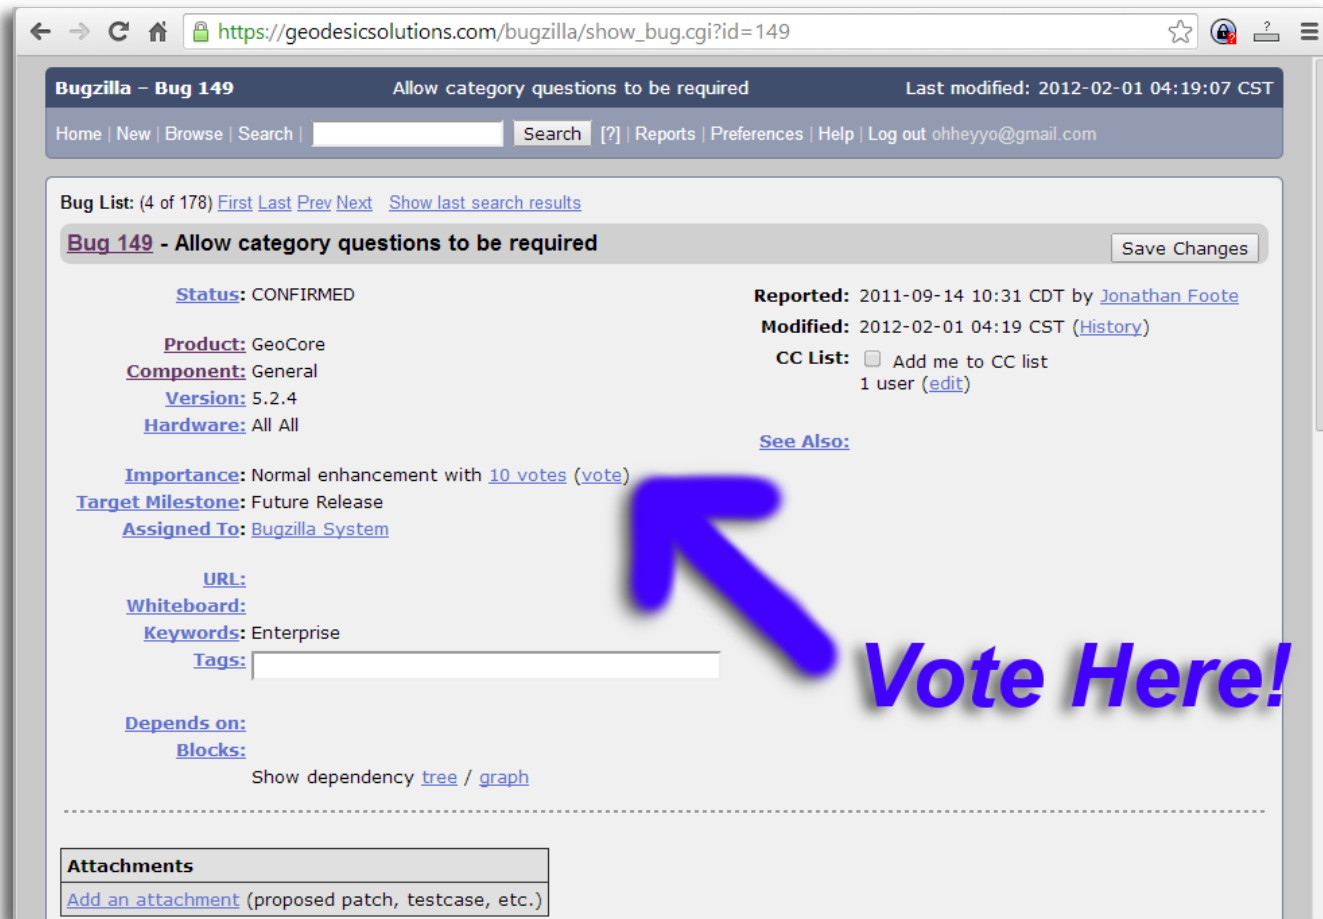 https://geodesicsolutions.com/bugzilla/show_bug.cgi?id=149
Bugzilla – Bug 149 Allow category questions to be required Last modified: 2012-02-01 04:19:07 CST
Home | New | Browse | Search | Search [?] | Reports | Preferences | Help | Log out ohheyyo@gmail.com
Bug List: (4 of 178) First Last Prev Next Show last search results
Bug 149 - Allow category questions to be required Save Changes
Status: CONFIRMED
Product: GeoCore
Component: General
Version: 5.2.4
Hardware: All All
Importance: Normal enhancement with 10 votes (vote)
Target Milestone: Future Release
Assigned To: Bugzilla System
URL:
Whiteboard:
Keywords: Enterprise
Tags:
Depends on:
Blocks:
Show dependency tree / graph
Reported: 2011-09-14 10:31 CDT by Jonathan Foote
Modified: 2012-02-01 04:19 CST (History)
CC List: Add me to CC list
1 user (edit)
See Also:
Vote Here!
Attachments
Add an attachment (proposed patch, testcase, etc.)